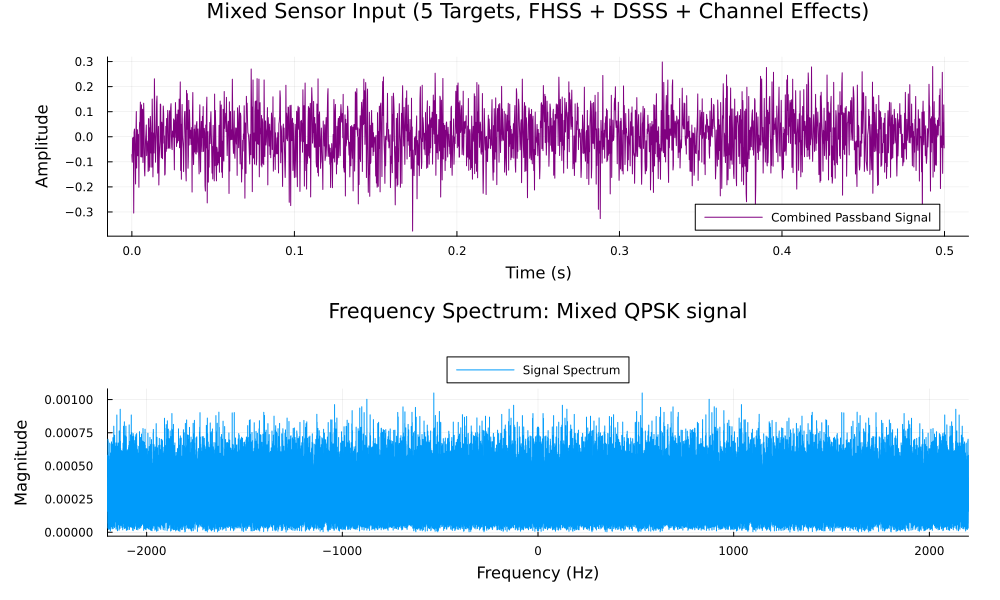 Mixed Sensor Input (5 Targets, FHSS + DSSS + Channel Effects)
Amplitude
0.3
0.2
0.1
0.0
−0.1
−0.2
−0.3
Combined Passband Signal
0.0 0.1 0.2 0.3 0.4 0.5
Time (s)
Frequency Spectrum: Mixed QPSK signal
Signal Spectrum
Magnitude
0.00100
0.00075
0.00050
0.00025
0.00000
−2000 −1000 0 1000 2000
Frequency (Hz)